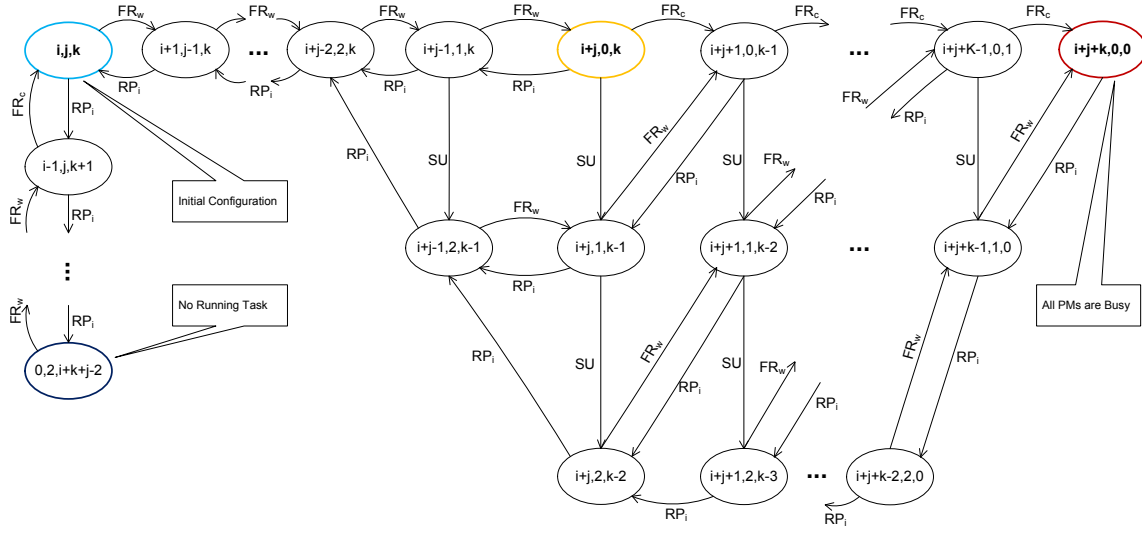 FRw FRw FRw FRw FRc FRc FRc FRc
i,j,k i+1,j-1,k ... i+j-2,2,k i+j-1,1,k i+j,0,k i+j+1,0,k-1 ... i+j+K-1,0,1 i+j+k,0,0
RPi RPi RPi RPi RPi FRw RPi
FRc RPi
RPi SU SU FRw RPi SU SU FRw RPi
i-1,j,k+1
FRw RPi
Initial Configuration
FRw FRw RPi
i+j-1,2,k-1 i+j,1,k-1 i+j+1,1,k-2 ... i+j+k-1,1,0
RPi
...
No Running Task
All PMs are Busy
FRw RPi
0,2,i+k+j-2
RPi SU FRw RPi SU FRw RPi FRw RPi
i+j,2,k-2 i+j+1,2,k-3 ... i+j+k-2,2,0
RPi RPi